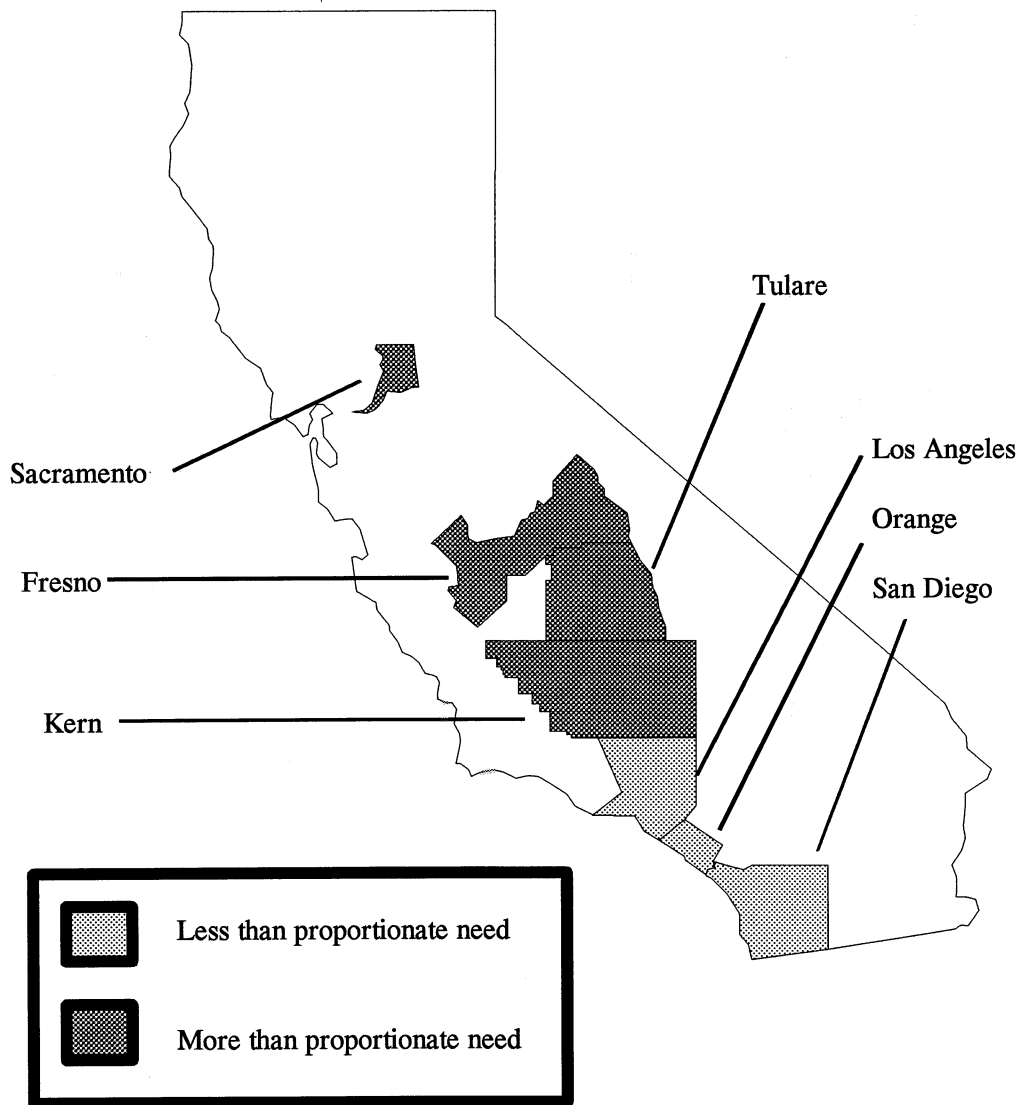 Tulare
Los Angeles
Orange
San Diego
Sacramento
Fresno
Kern
Less than proportionate need
More than proportionate need